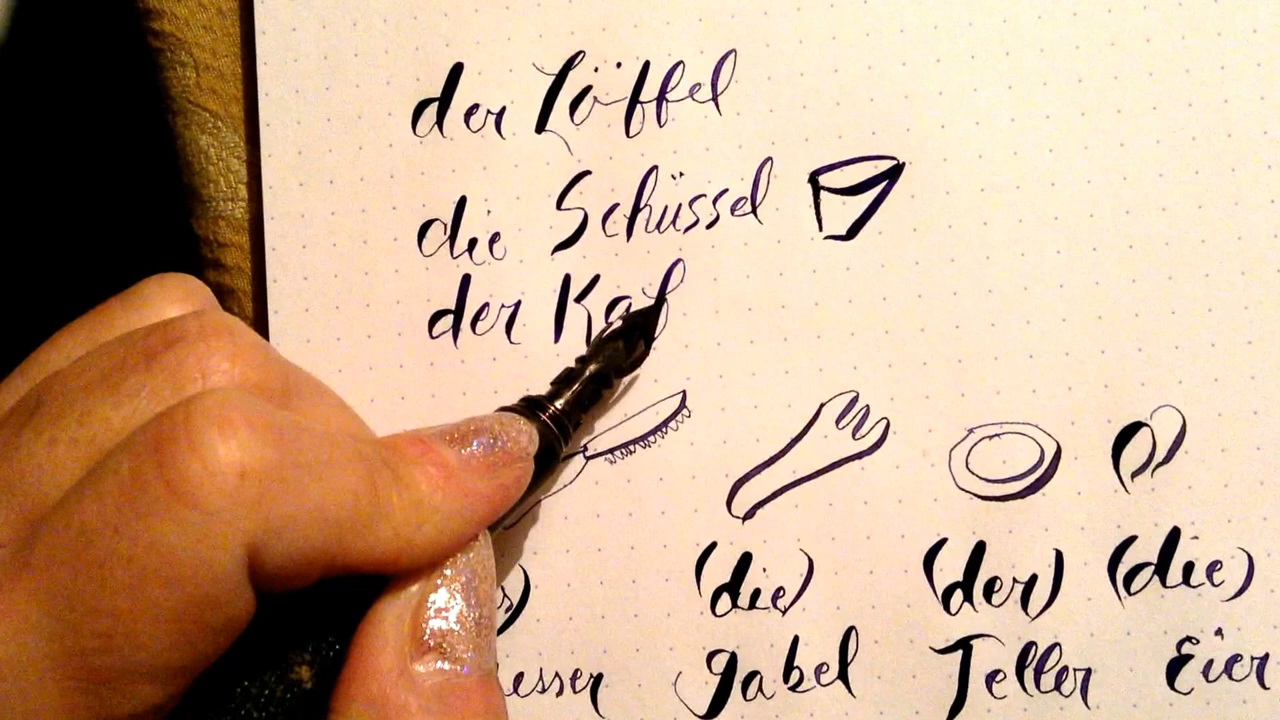 der Löffel
die Schüssel
der Kaf
(die) (der) (die)
gabel Teller Eier